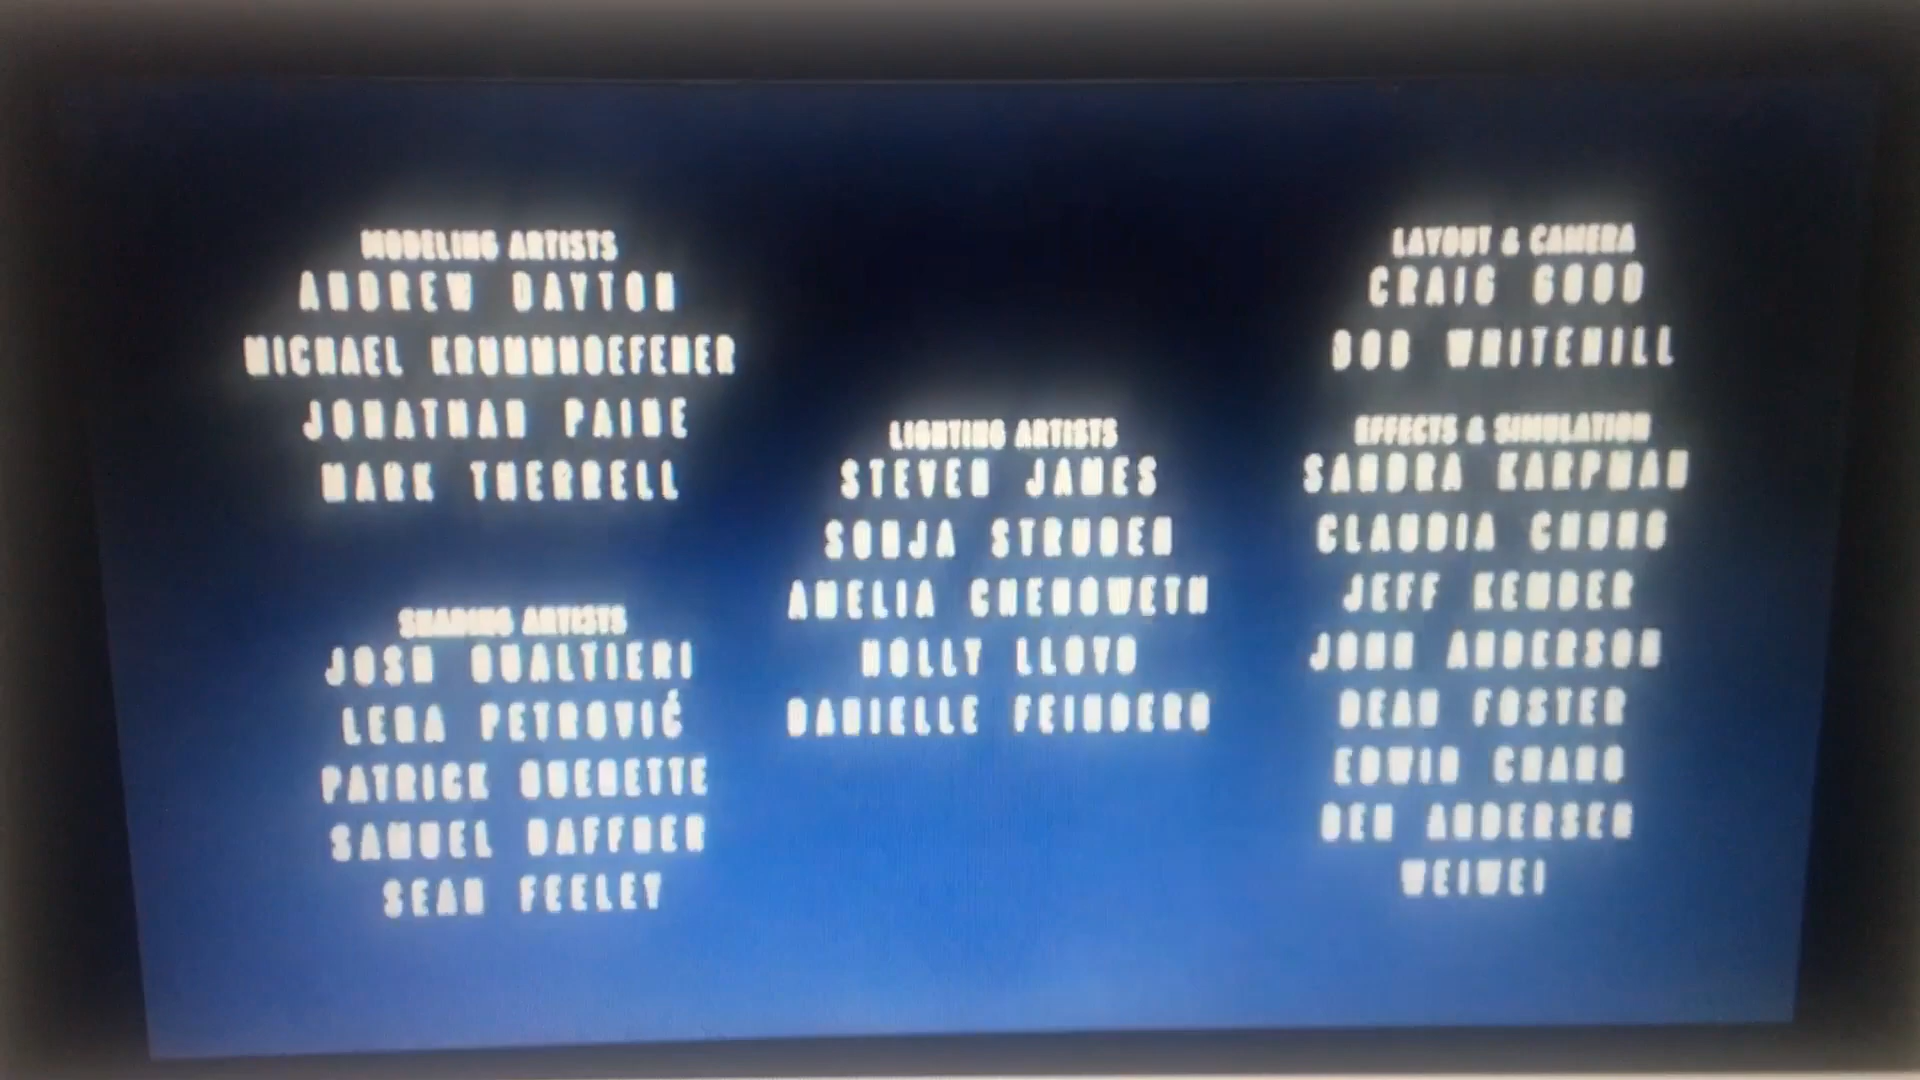 MODELING ARTISTS
ANDREW DAYTON
MICHAEL KRUMMHOEFENER
JONATHAN PAINE
MARK THERRELL
SHADING ARTISTS
JOSH QUALTIERI
LENA PETROVIĆ
PATRICK GUENETTE
SAMUEL DAFFNER
SEAN FEELEY
LIGHTING ARTISTS
STEVEN JAMES
SONJA STRUBEN
AMELIA CHENOWETH
HOLLY LLOYD
DANIELLE FEINBERG
LAYOUT & CAMERA
CRAIG GOOD
BOB WHITEHILL
EFFECTS & SIMULATION
SANDRA KARPMAN
CLAUDIA CHUNG
JEFF KEMBER
JOHN ANDERSON
DEAN FOSTER
EDWIN CHANG
BEN ANDERSEN
WEIWEI